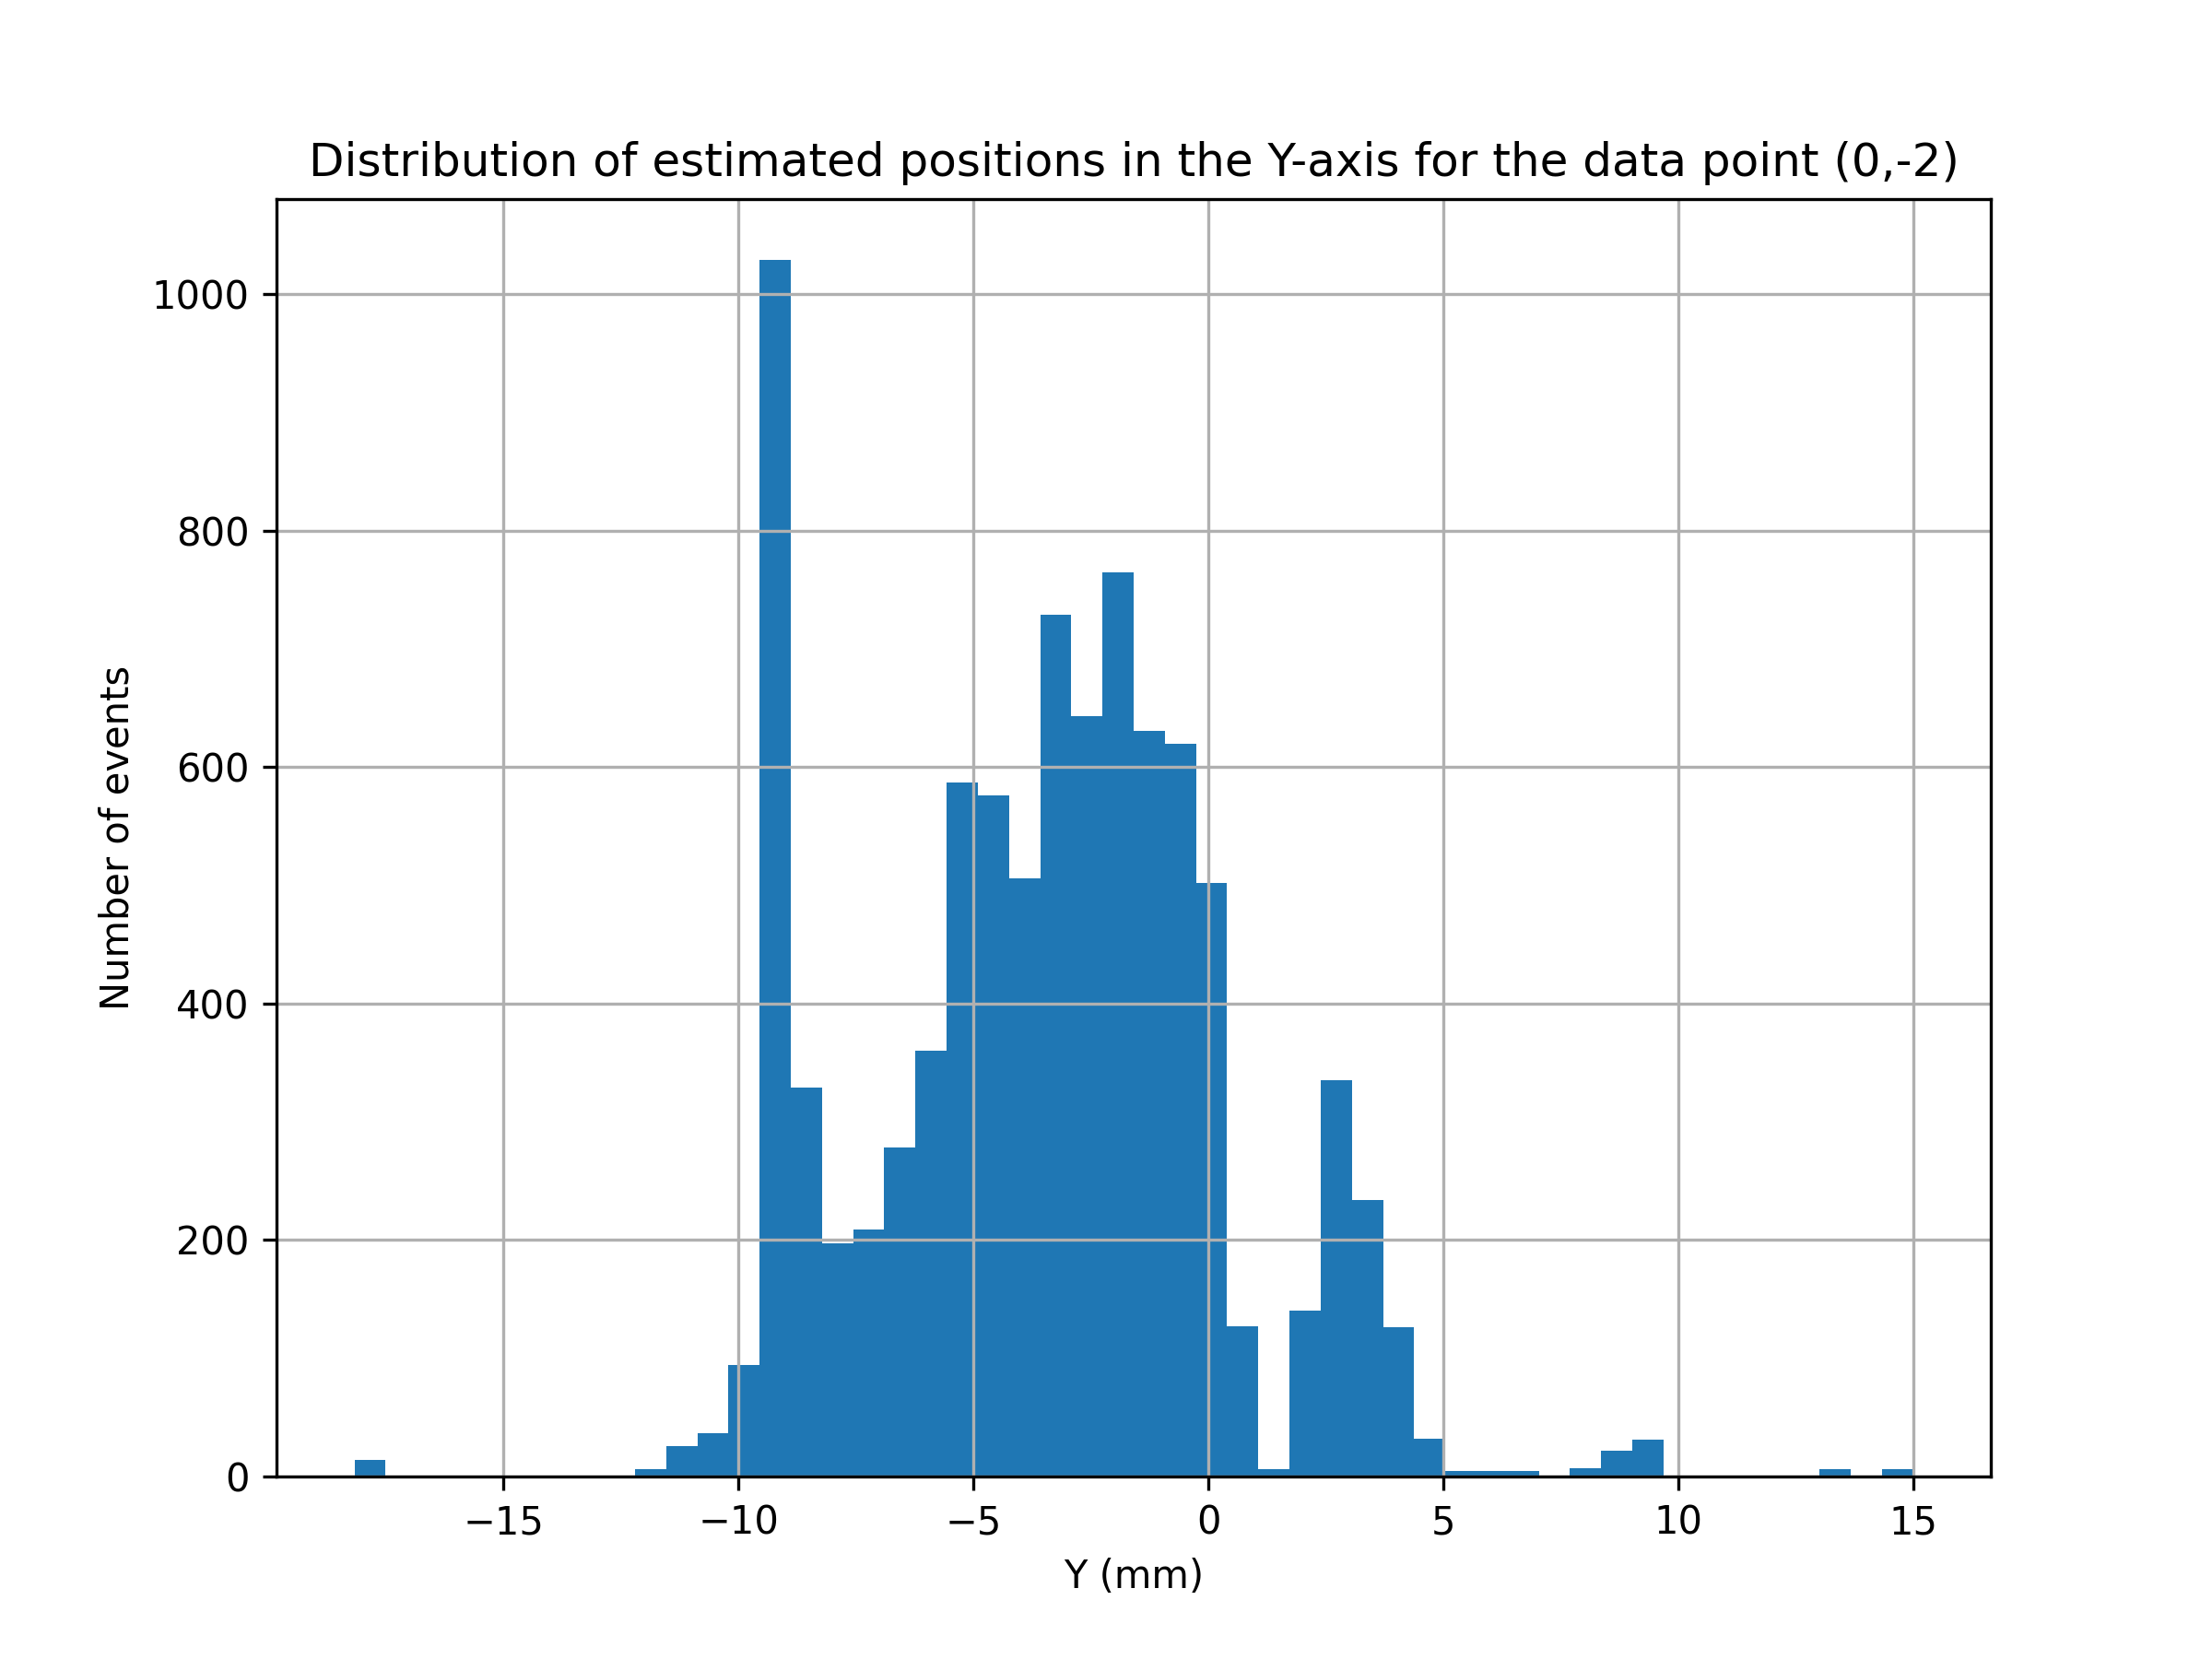 Distribution of estimated positions in the Y-axis for the data point (0,-2)
1000
800
600
400
200
0
Number of events
−15 −10 −5 0 5 10 15
Y (mm)